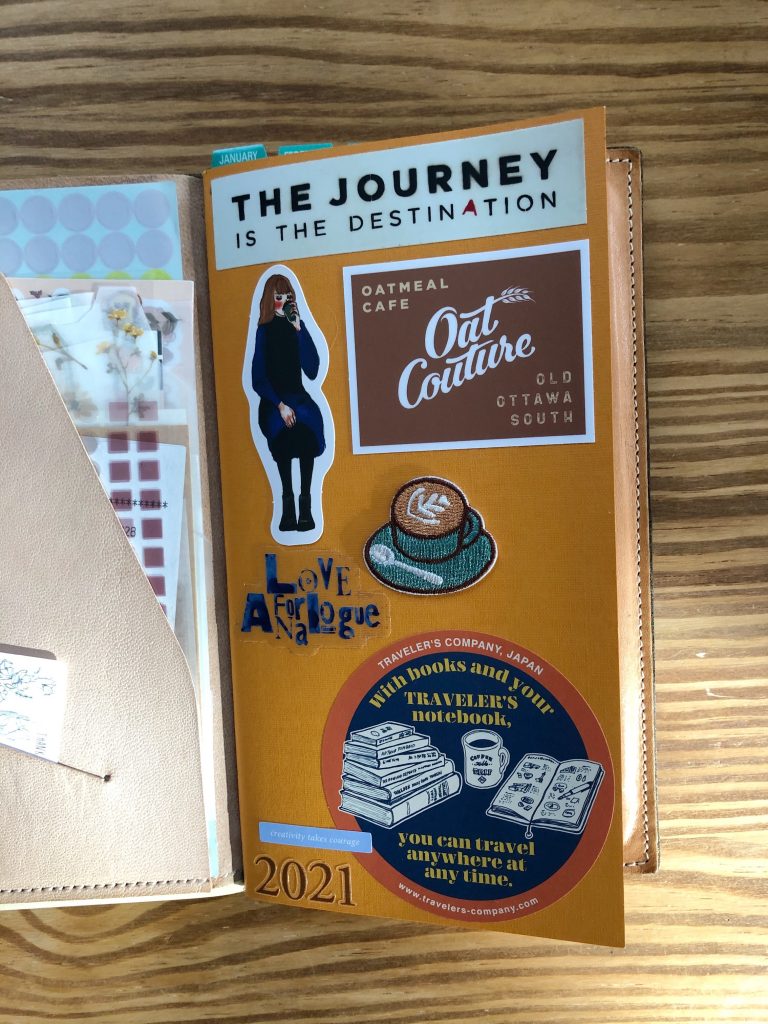 JANUARY
THE JOURNEY
IS THE DESTINATION
OATMEAL
CAFE
Oat
Couture
OLD
OTTAWA
SOUTH
LOVE
FOR
ANalogue
TRAVELER'S COMPANY, JAPAN
With books and your
TRAVELER'S
notebook,
you can travel
anywhere at
any time.
www.travelers-company.com
creativity takes courage
2021